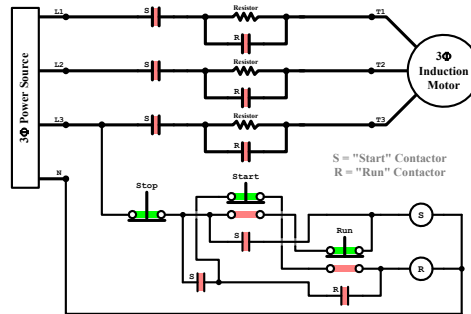 L1
S
Resistor
T1
R
3Φ
Induction
Motor
L2
S
Resistor
T2
R
3Φ Power Source
L3
S
Resistor
T3
R
S = "Start" Contactor
R = "Run" Contactor
N
Stop
Start
S
Run
S
R
S
R